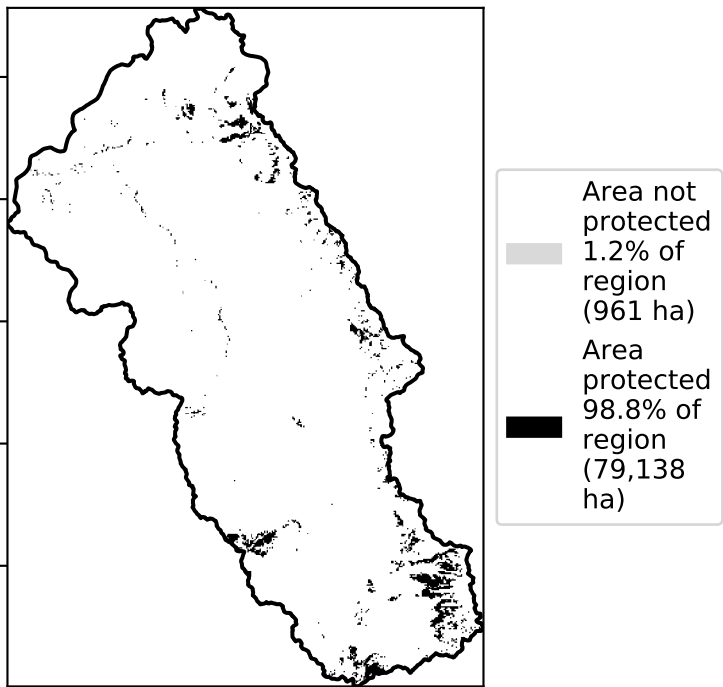 Area not
protected
1.2% of
region
(961 ha)
Area
protected
98.8% of
region
(79,138
ha)